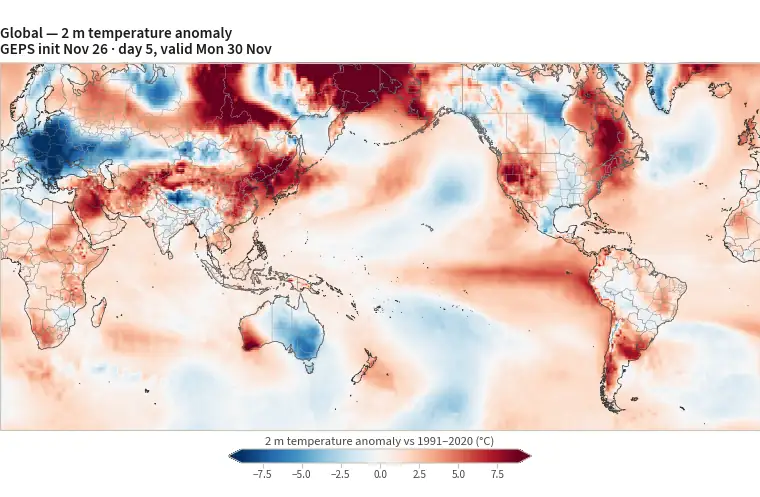 Global — 2 m temperature anomaly
GEPS init Nov 26 · day 5, valid Mon 30 Nov
2 m temperature anomaly vs 1991–2020 (°C)
−7.5 −5.0 −2.5 0.0 2.5 5.0 7.5